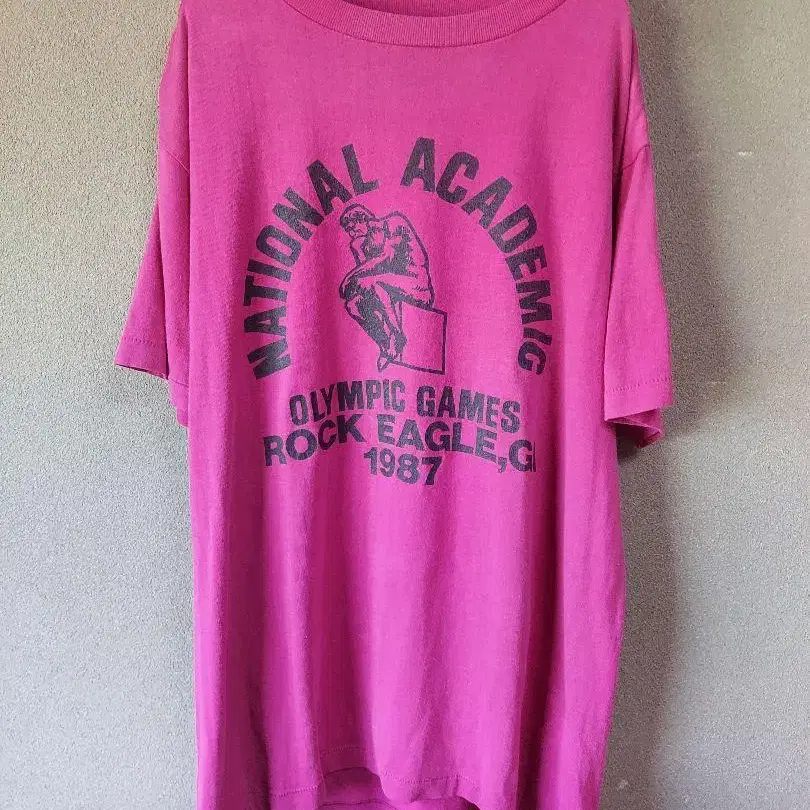 NATIONAL ACADEMIC
OLYMPIC GAMES
ROCK EAGLE,G
1987